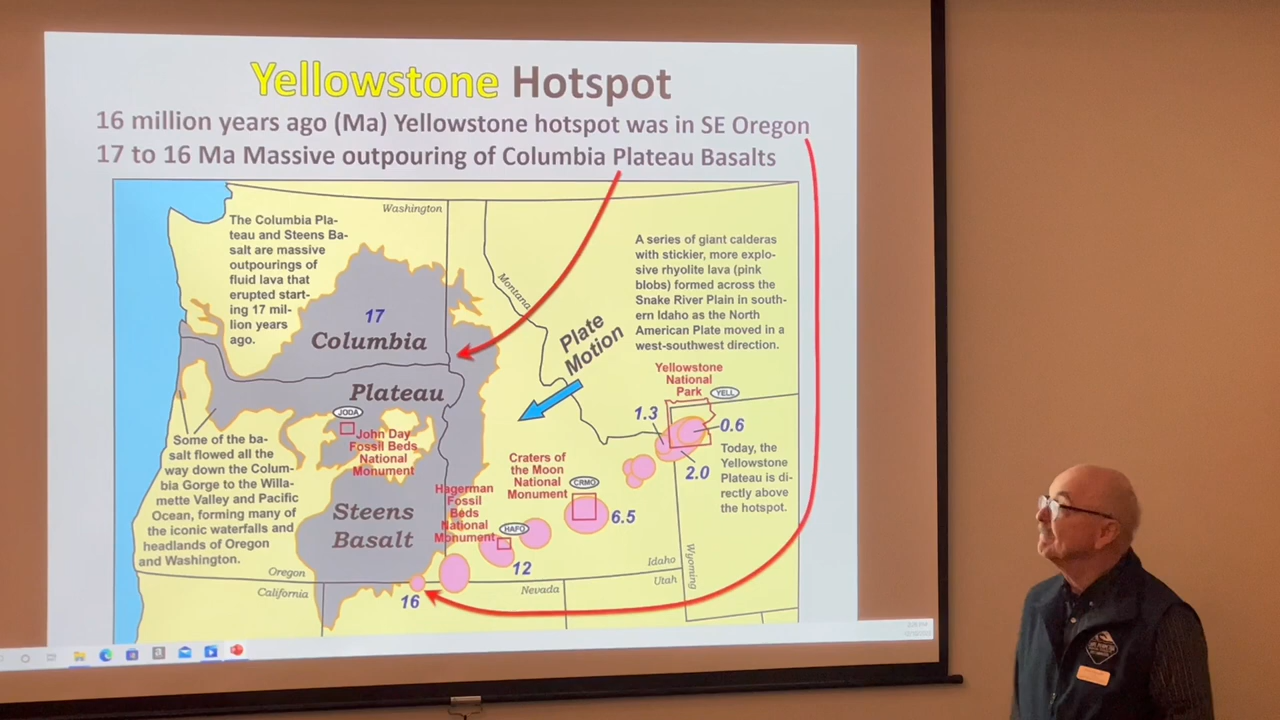 Yellowstone Hotspot
16 million years ago (Ma) Yellowstone hotspot was in SE Oregon
17 to 16 Ma Massive outpouring of Columbia Plateau Basalts
Washington
The Columbia Pla-
teau and Steens Ba-
salt are massive
outpourings of
fluid lava that
erupted start-
ing 17 mil-
lion years
ago.
A series of giant calderas
with stickier, more explo-
sive rhyolite lava (pink
blobs) formed across the
Snake River Plain in south-
ern Idaho as the North
American Plate moved in a
west-southwest direction.
Montana
17
Columbia
Plateau
Plate
Motion
Yellowstone
National
Park
YELL
1.3
0.6
2.0
JODA
John Day
Fossil Beds
National
Monument
Some of the ba-
salt flowed all the
way down the Colum-
bia Gorge to the Willa-
mette Valley and Pacific
Ocean, forming many of
the iconic waterfalls and
headlands of Oregon
and Washington.
Today, the
Yellowstone
Plateau is di-
rectly above
the hotspot.
Craters of
the Moon
National
Monument
CRMO
6.5
Hagerman
Fossil
Beds
National
Monument
HAFO
12
Steens
Basalt
Oregon
California
16
Nevada
Idaho
Utah
Wyoming